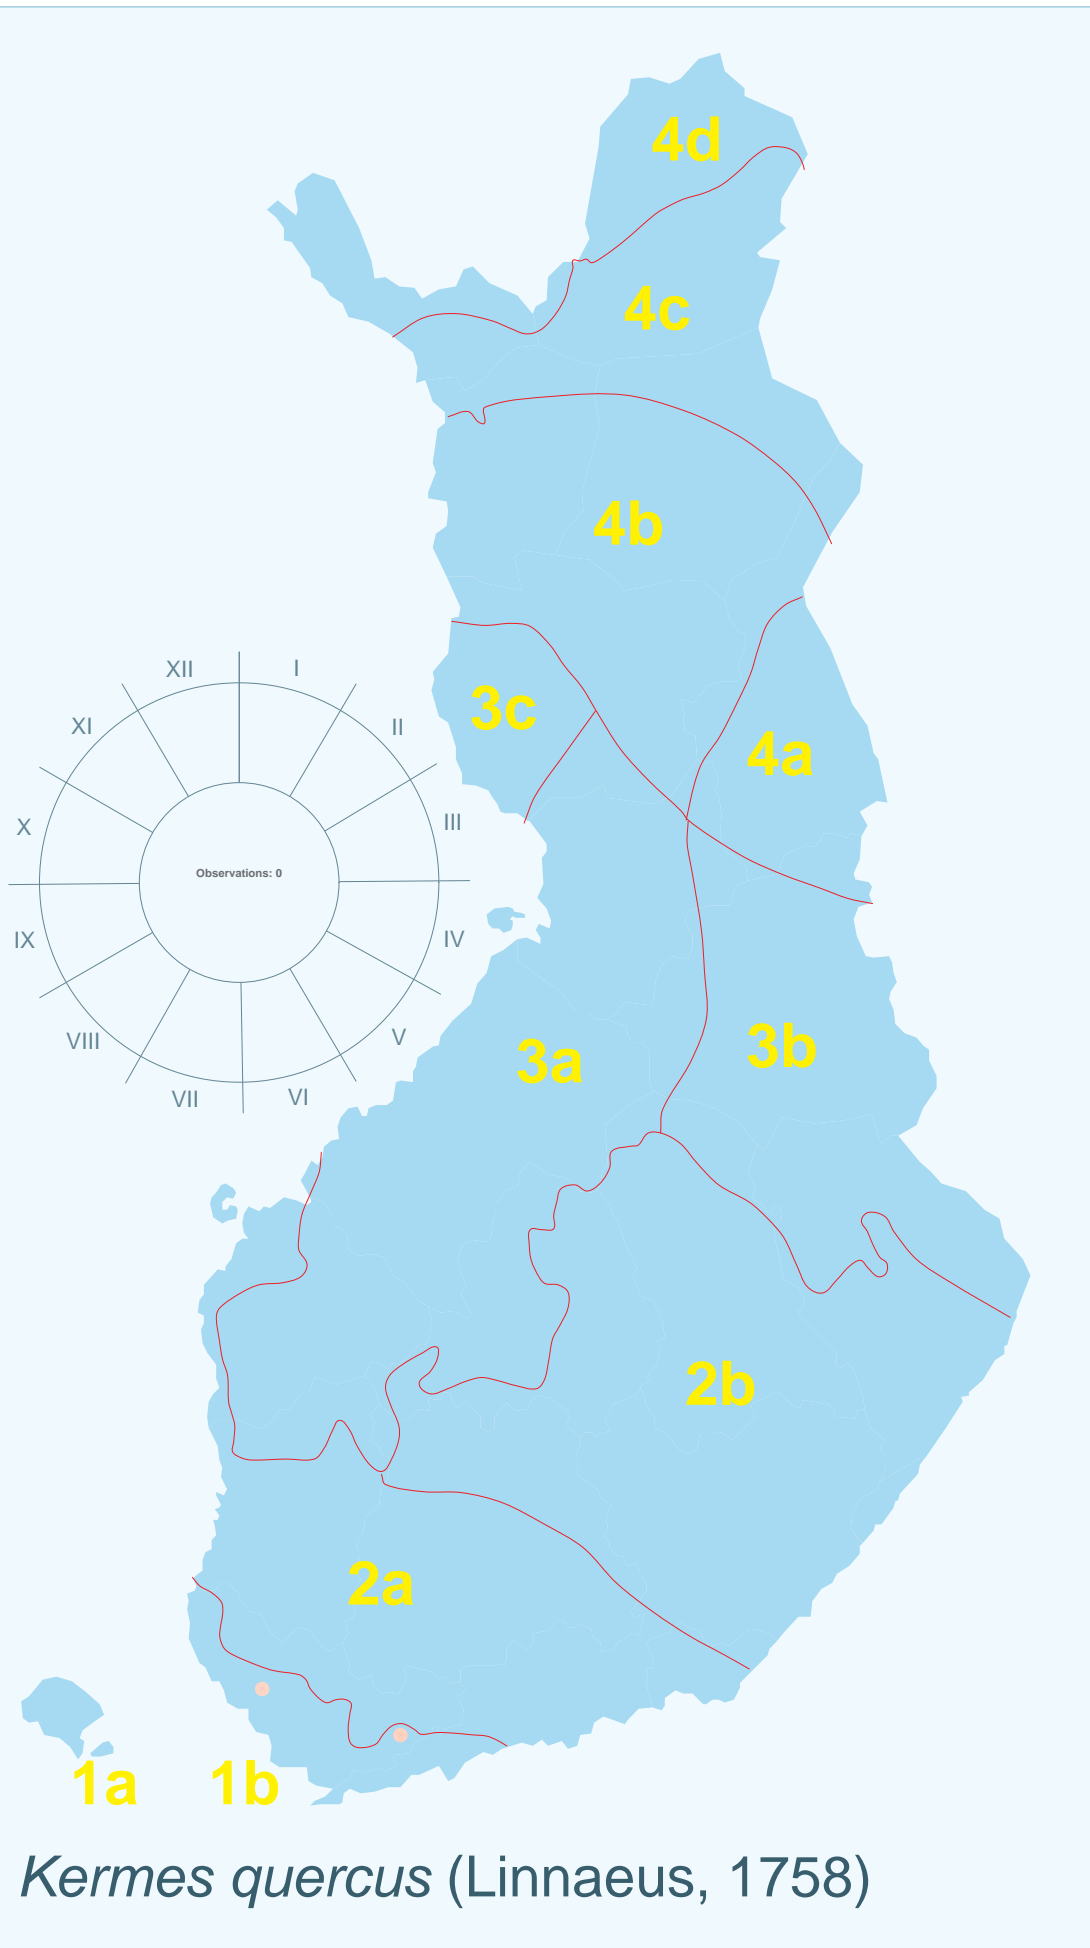 4d
4c
4b
XII
I
XI
II
3c
4a
X
III
Observations: 0
IX
IV
VIII
V
VII
VI
3a
3b
2b
2a
1a
1b
Kermes quercus (Linnaeus, 1758)